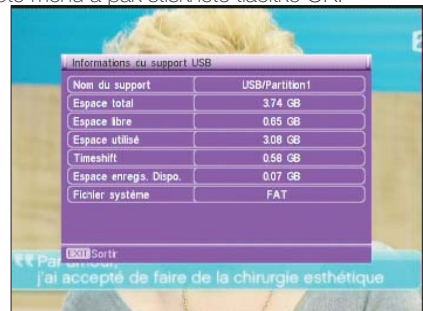 Informations du support USB
Nom du support USB/Partition1
Espace total 3.74 GB
Espace libre 0.65 GB
Espace utilisé 3.08 GB
Timeshift 0.58 GB
Espace enregis. Dispo. 0.07 GB
Fichier système FAT
EXIT Sortir
Par amour,
j'ai accepté de faire de la chirurgie esthétique